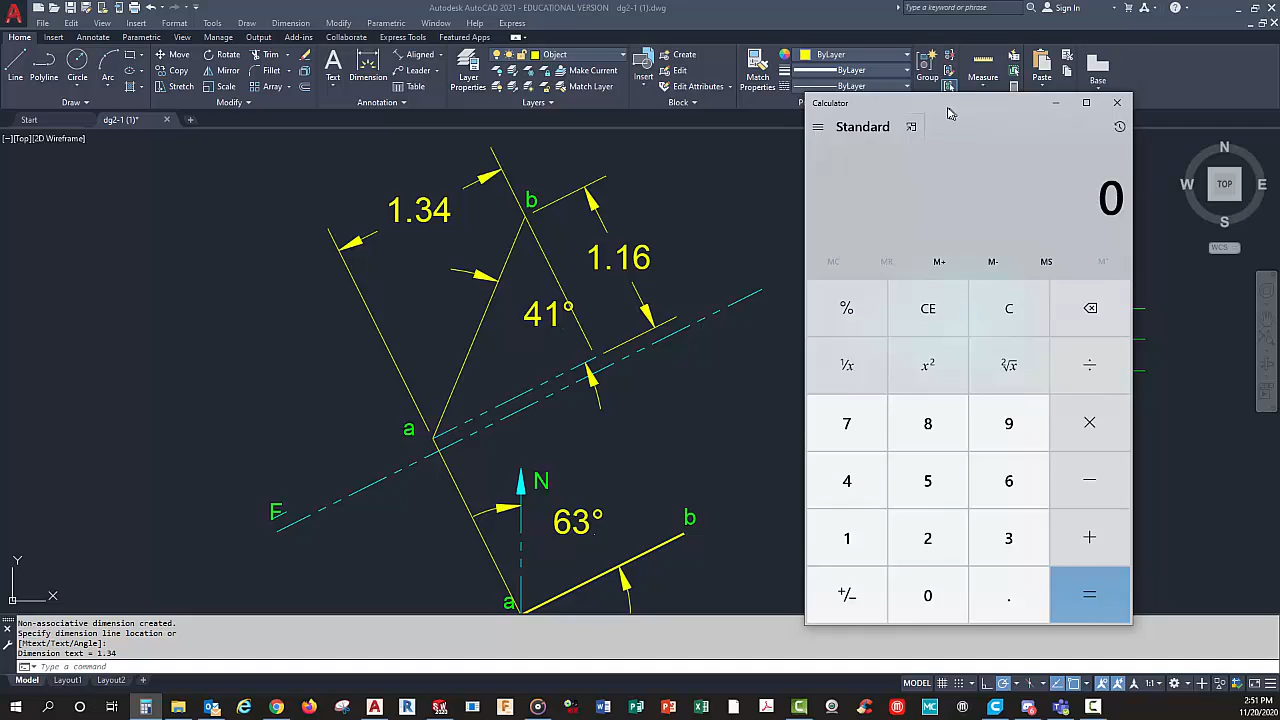 Autodesk AutoCAD 2021 - EDUCATIONAL VERSION dg2-1 (1).dwg
Type a keyword or phrase
Sign In
File Edit View Insert Format Tools Draw Dimension Modify Parametric Window Help Express
Home Insert Annotate Parametric View Manage Output Add-ins Collaborate Express Tools Featured Apps
Line
Polyline
Circle
Arc
Move
Copy
Stretch
Rotate
Mirror
Scale
Trim
Fillet
Array
Draw
Modify
Text
Dimension
Aligned
Leader
Table
Annotation
Layer
Properties
Object
Make Current
Match Layer
Layers
Insert
Create
Edit
Edit Attributes
Block
Match
Properties
ByLayer
ByLayer
ByLayer
Group
Measure
Paste
Base
Start
dg2-1 (1)*
[−][Top][2D Wireframe]
1.34
b
1.16
41°
a
F
N
63°
b
a
Calculator
Standard
0
MC MR M+ M- MS M˅
% CE C
¹/x x² ²√x ÷
7 8 9 ×
4 5 6 −
1 2 3 +
+/− 0 . =
N
W TOP E
S
WCS
Y
X
Non-associative dimension created.
Specify dimension line location or
[Mtext/Text/Angle]:
Dimension text = 1.34
Type a command
Model Layout1 Layout2
MODEL
1:1
2:51 PM
11/20/2020